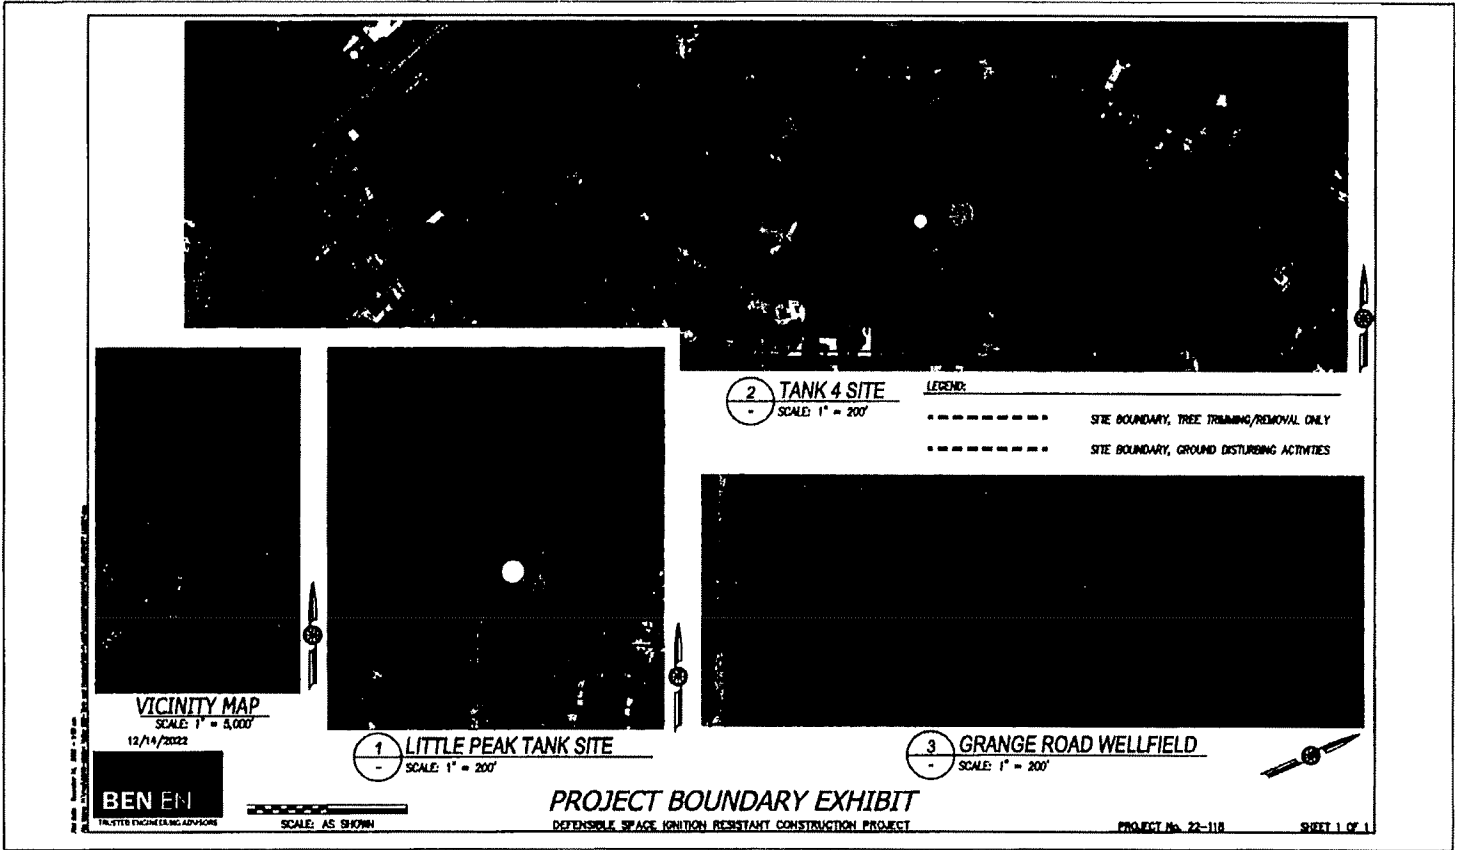 2
-
TANK 4 SITE
SCALE: 1" = 200'
LEGEND:
SITE BOUNDARY, TREE TRIMMING/REMOVAL ONLY
SITE BOUNDARY, GROUND DISTURBING ACTIVITIES
VICINITY MAP
SCALE: 1" = 5,000'
12/14/2022
1
-
LITTLE PEAK TANK SITE
SCALE: 1" = 200'
3
-
GRANGE ROAD WELLFIELD
SCALE: 1" = 200'
BEN EN
TRUSTED ENGINEERING ADVISORS
SCALE: AS SHOWN
PROJECT BOUNDARY EXHIBIT
DEFENSIBLE SPACE IGNITION RESISTANT CONSTRUCTION PROJECT
PROJECT No. 22-118
SHEET 1 OF 1